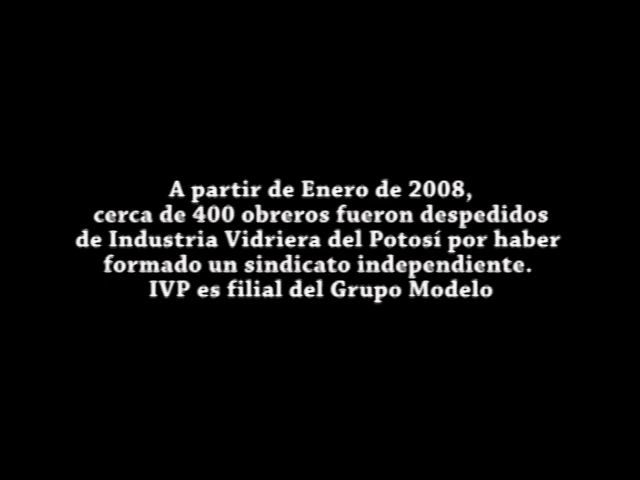 A partir de Enero de 2008,
cerca de 400 obreros fueron despedidos
de Industria Vidriera del Potosí por haber
formado un sindicato independiente.
IVP es filial del Grupo Modelo